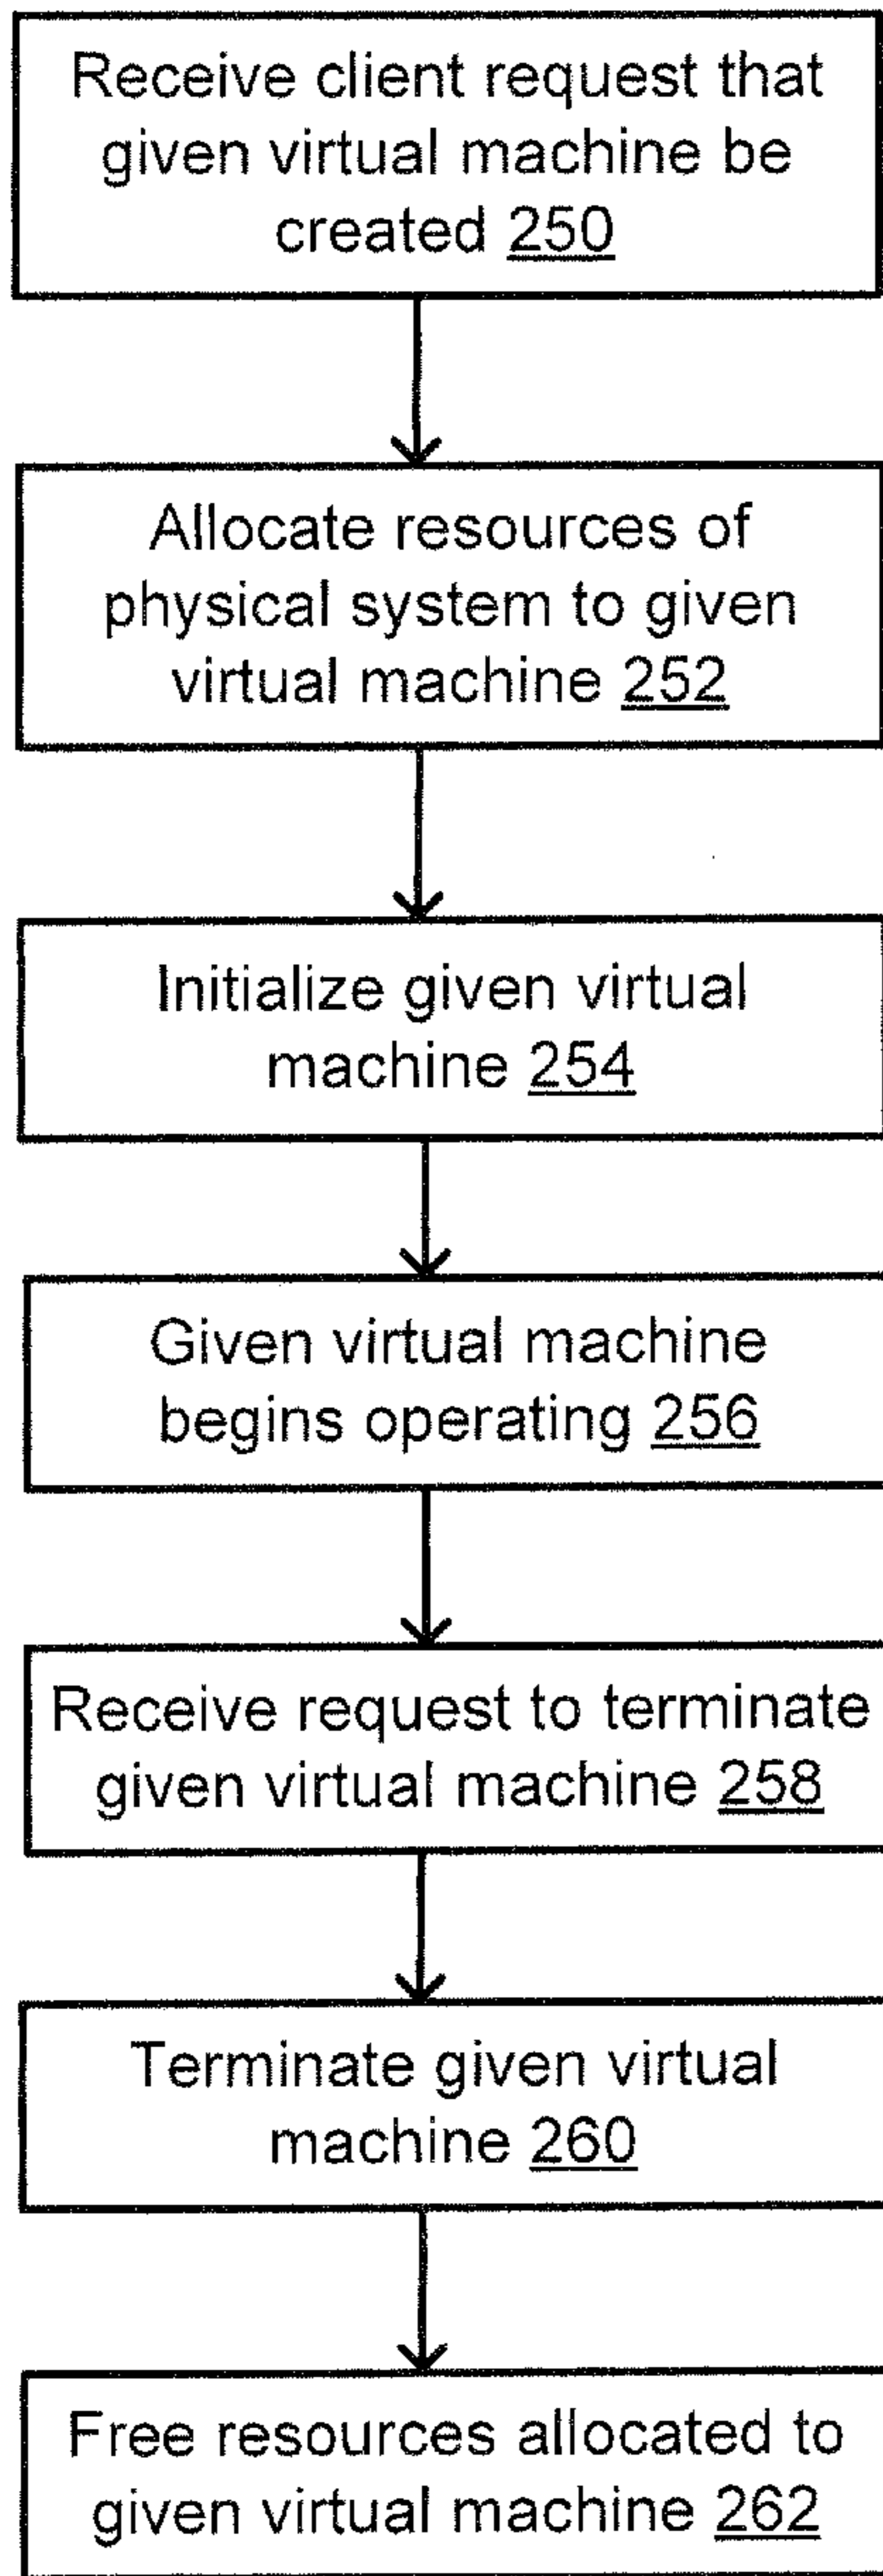 Receive client request that
given virtual machine be
created 250
Allocate resources of
physical system to given
virtual machine 252
Initialize given virtual
machine 254
Given virtual machine
begins operating 256
Receive request to terminate
given virtual machine 258
Terminate given virtual
machine 260
Free resources allocated to
given virtual machine 262